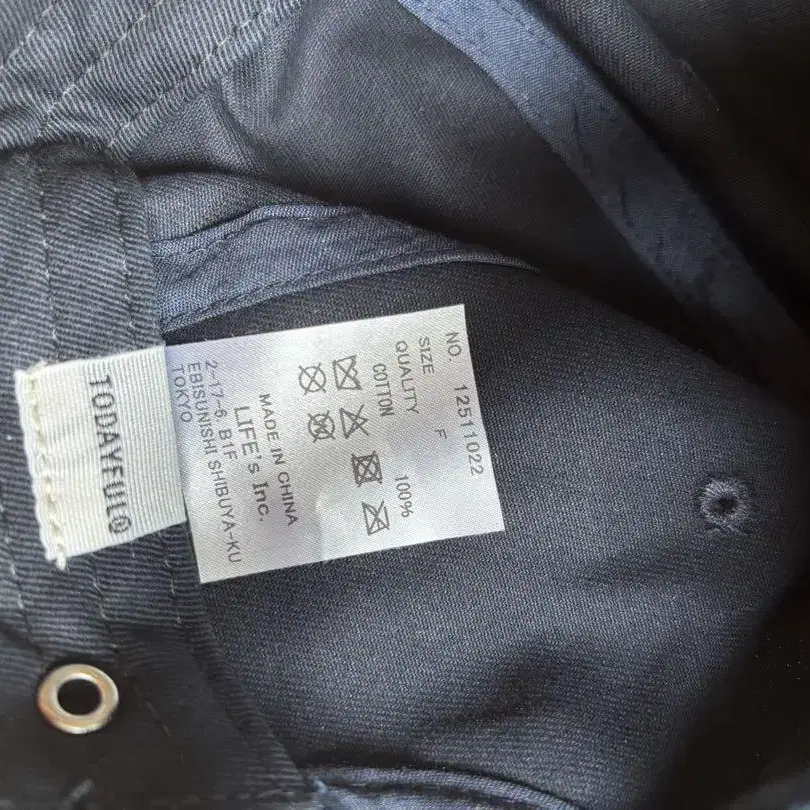 TODAYFUL®
NO. 12511022
SIZE F
QUALITY
COTTON 100%
MADE IN CHINA
LIFE's Inc.
2-17-6 B1F
EBISUNISHI SHIBUYA-KU
TOKYO